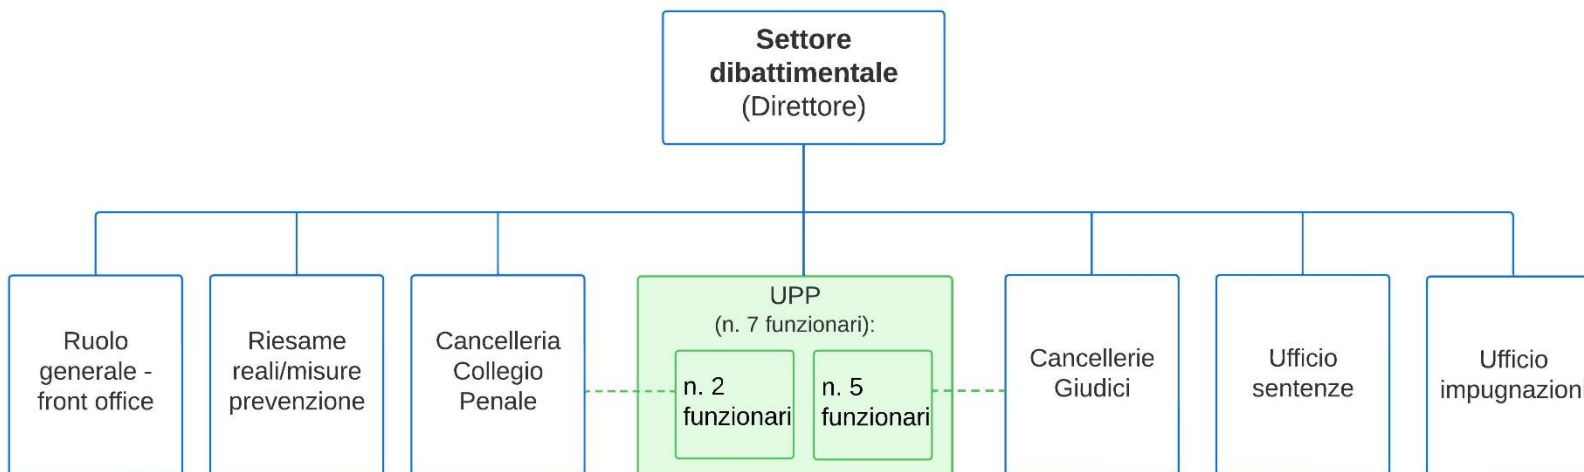 Settore
dibattimentale
(Direttore)
Ruolo
generale -
front office
Riesame
reali/misure
prevenzione
Cancelleria
Collegio
Penale
UPP
(n. 7 funzionari):
n. 2
funzionari
n. 5
funzionari
Cancellerie
Giudici
Ufficio
sentenze
Ufficio
impugnazioni